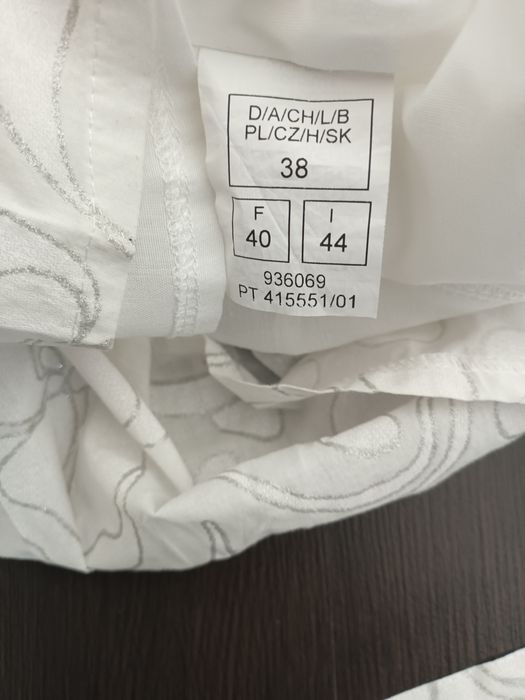 D/A/CH/L/B
PL/CZ/H/SK
38
F
40
I
44
936069
PT 415551/01